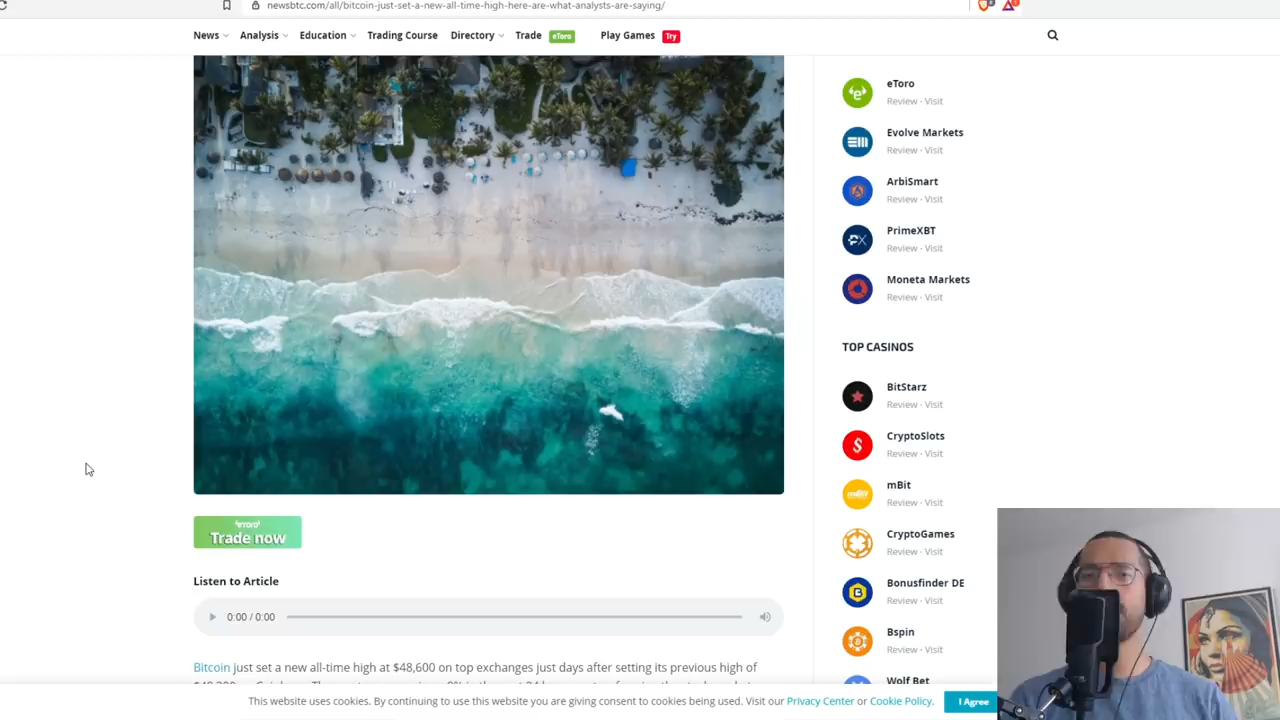 newsbtc.com/all/bitcoin-just-set-a-new-all-time-high-here-are-what-analysts-are-saying/
News Analysis Education Trading Course Directory Trade eToro Play Games Try
eToro
Review · Visit
Evolve Markets
Review · Visit
ArbiSmart
Review · Visit
PrimeXBT
Review · Visit
Moneta Markets
Review · Visit
TOP CASINOS
BitStarz
Review · Visit
CryptoSlots
Review · Visit
mBit
Review · Visit
CryptoGames
Review · Visit
Bonusfinder DE
Review · Visit
Bspin
Review · Visit
Wolf Bet
eToro
Trade now
Listen to Article
0:00 / 0:00
Bitcoin just set a new all-time high at $48,600 on top exchanges just days after setting its previous high of
This website uses cookies. By continuing to use this website you are giving consent to cookies being used. Visit our Privacy Center or Cookie Policy. I Agree